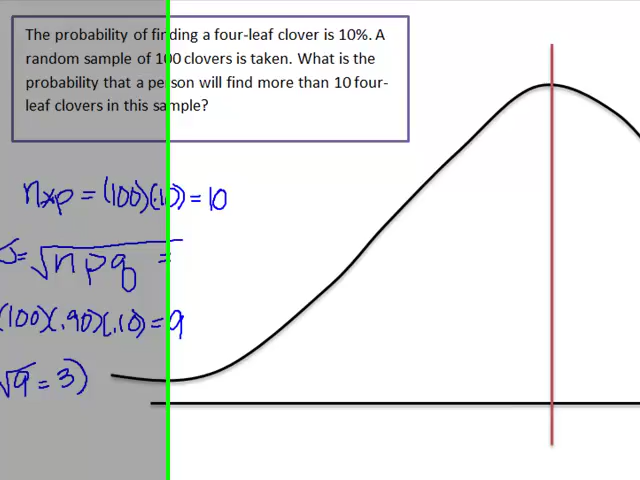 The probability of finding a four-leaf clover is 10%. A
random sample of 100 clovers is taken. What is the
probability that a person will find more than 10 four-
leaf clovers in this sample?
n×p = (100)(.10) = 10
σ = √npq =
(100)(.90)(.10) = 9
√9 = 3)